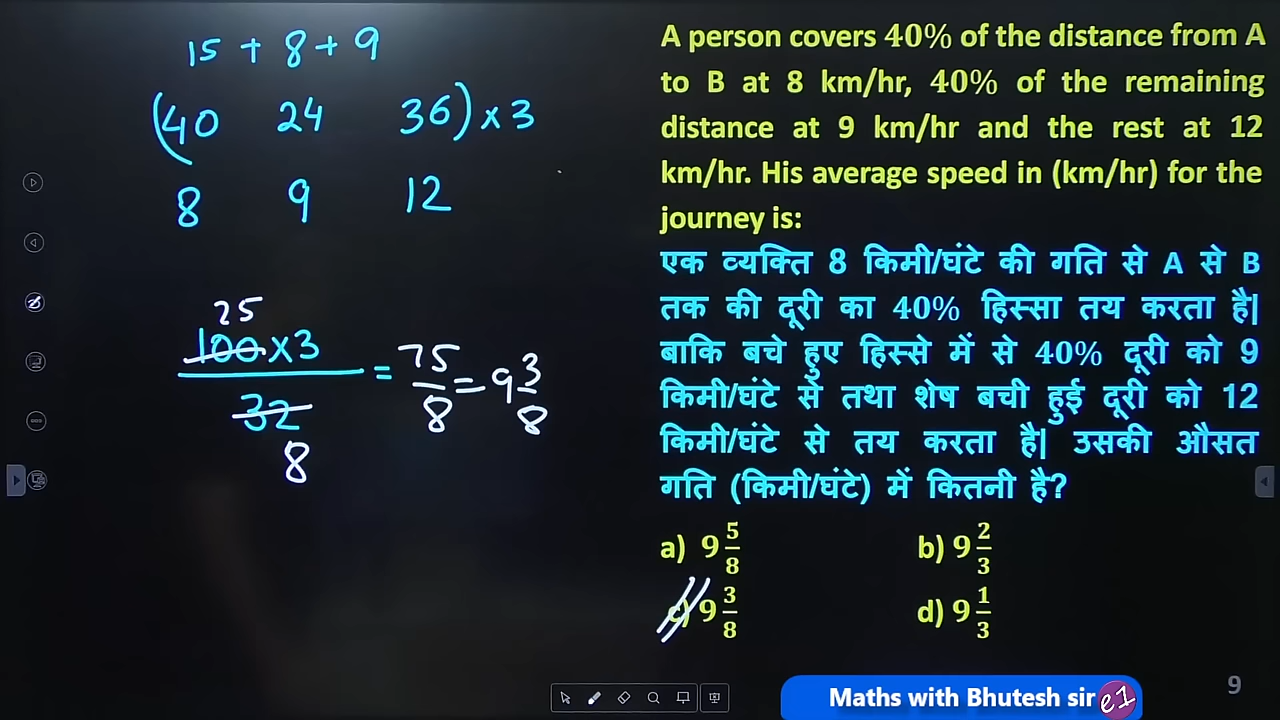 15 + 8 + 9
(40 24 36) × 3
8 9 12
25
100 × 3
32
8
= 75/8 = 9 3/8
A person covers 40% of the distance from A
to B at 8 km/hr, 40% of the remaining
distance at 9 km/hr and the rest at 12
km/hr. His average speed in (km/hr) for the
journey is:
एक व्यक्ति 8 किमी/घंटे की गति से A से B
तक की दूरी का 40% हिस्सा तय करता है|
बाकि बचे हुए हिस्से में से 40% दूरी को 9
किमी/घंटे से तथा शेष बची हुई दूरी को 12
किमी/घंटे से तय करता है| उसकी औसत
गति (किमी/घंटे) में कितनी है?
a) 9 5/8 b) 9 2/3
c) 9 3/8 d) 9 1/3
Maths with Bhutesh sir e1
9